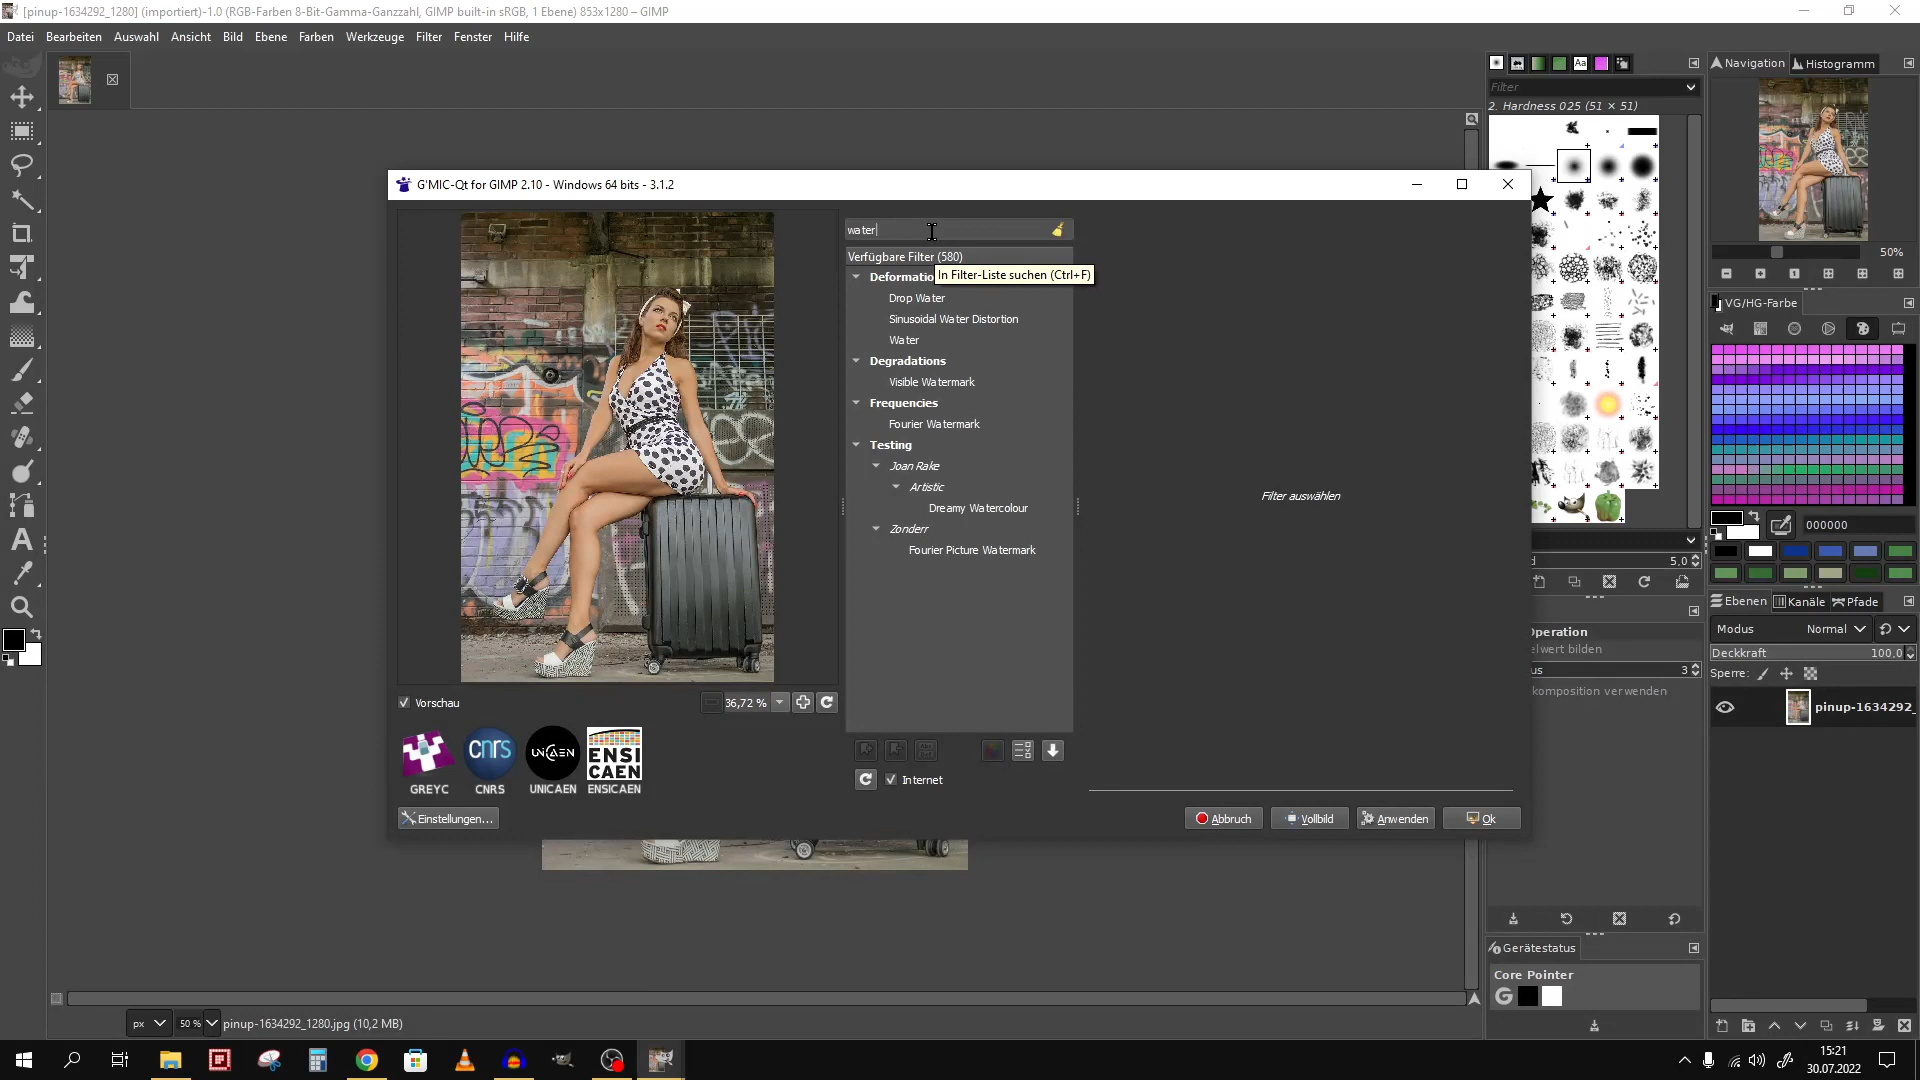 [pinup-1634292_1280] (importiert)-1.0 (RGB-Farben 8-Bit-Gamma-Ganzzahl, GIMP built-in sRGB, 1 Ebene) 853x1280 – GIMP
Datei Bearbeiten Auswahl Ansicht Bild Ebene Farben Werkzeuge Filter Fenster Hilfe
Navigation Histogramm
Filter
2. Hardness 025 (51 × 51)
50%
G'MIC-Qt for GIMP 2.10 - Windows 64 bits - 3.1.2
water
Verfügbare Filter (580)
In Filter-Liste suchen (Ctrl+F)
Drop Water
Sinusoidal Water Distortion
Water
Degradations
Visible Watermark
Frequencies
Fourier Watermark
Testing
Joan Rake
Artistic
Dreamy Watercolour
Zonderr
Fourier Picture Watermark
Filter auswählen
Vorschau
36,72 %
GREYC
CNRS
UNICAEN
ENSICAEN
Internet
Einstellungen...
Abbruch
Vollbild
Anwenden
Ok
VG/HG-Farbe
000000
5,0
Ebenen Kanäle Pfade
Modus Normal
Deckkraft 100,0
Sperre:
pinup-1634292_
Operation
elwert bilden
us 3
komposition verwenden
Gerätestatus
Core Pointer
px 50 % pinup-1634292_1280.jpg (10,2 MB)
15:21
30.07.2022